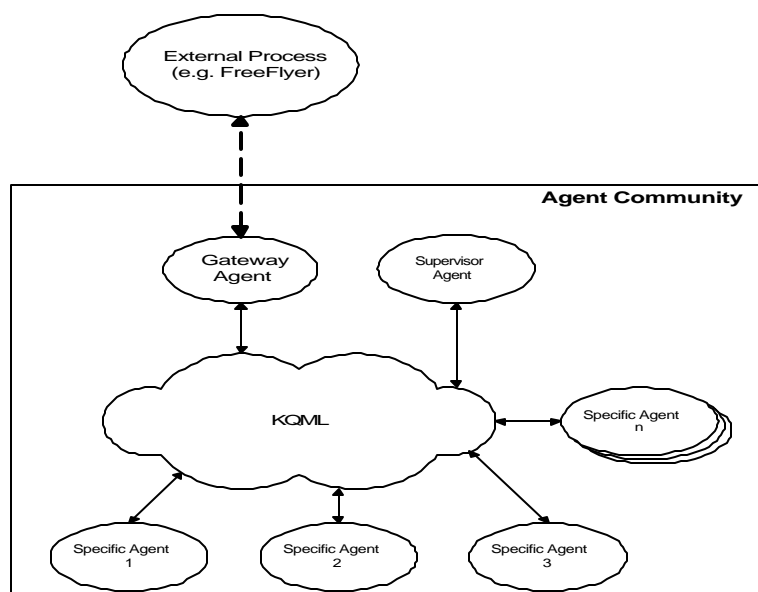 External Process
(e.g. FreeFlyer)
Agent Community
Gateway
Agent
Supervisor
Agent
KQML
Specific Agent
n
Specific Agent
1
Specific Agent
2
Specific Agent
3